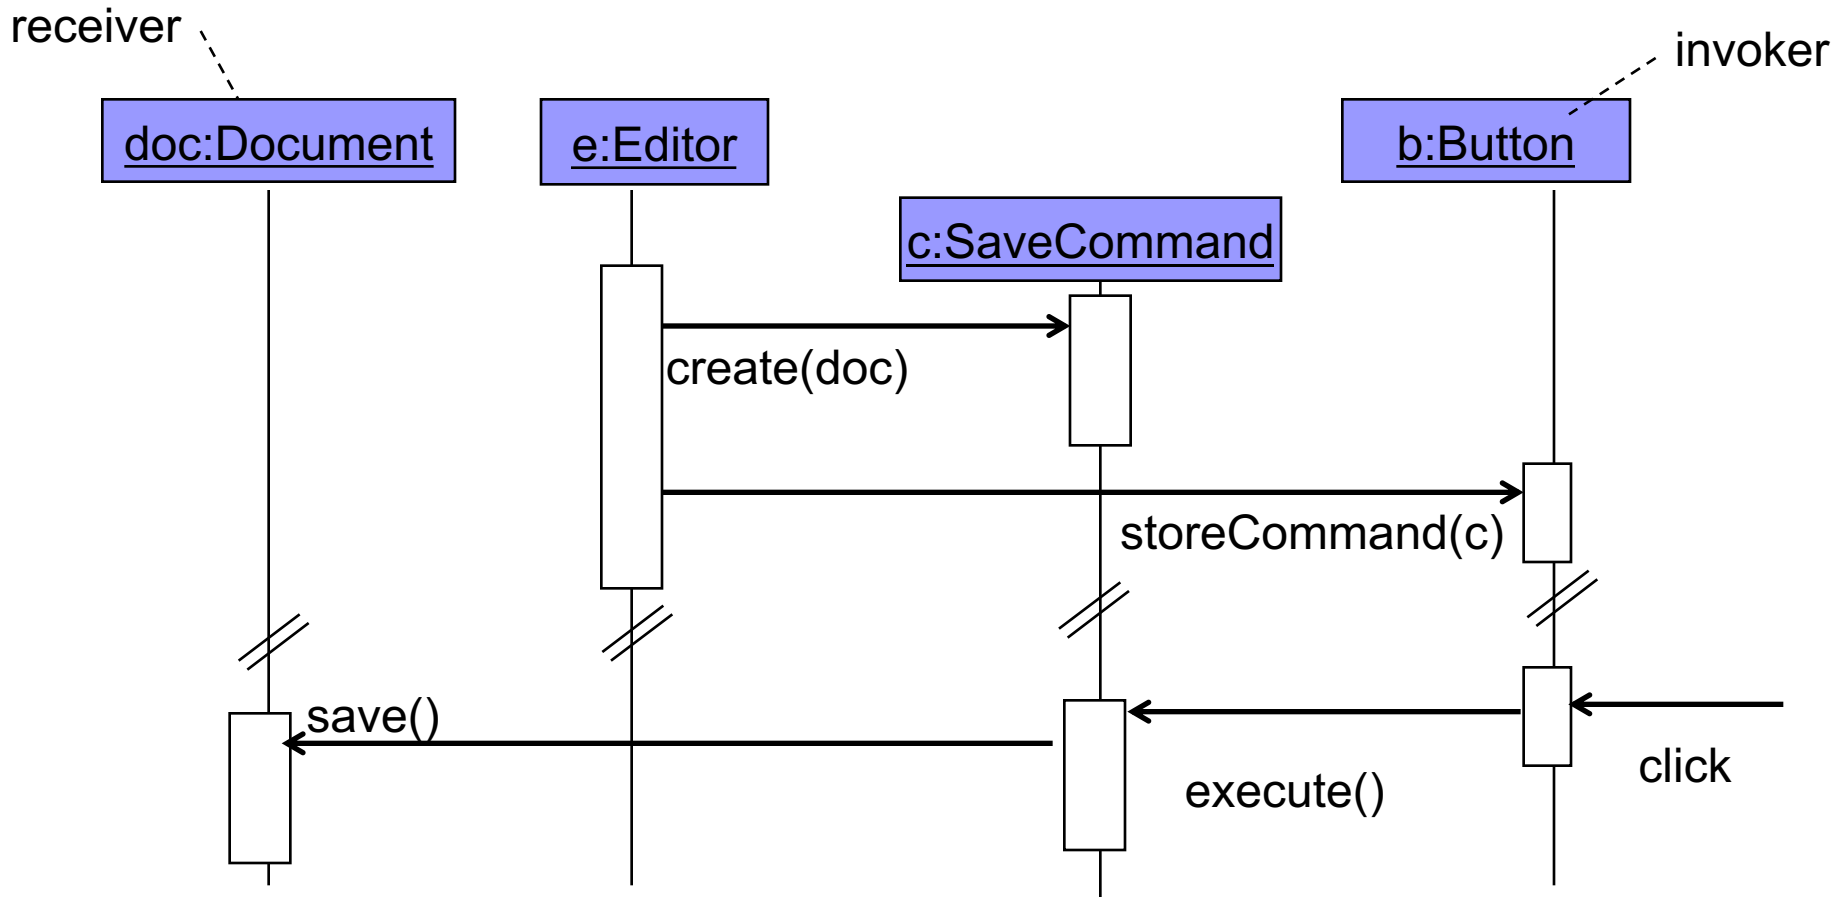 receiver
invoker
doc:Document
e:Editor
b:Button
c:SaveCommand
create(doc)
storeCommand(c)
save()
click
execute()